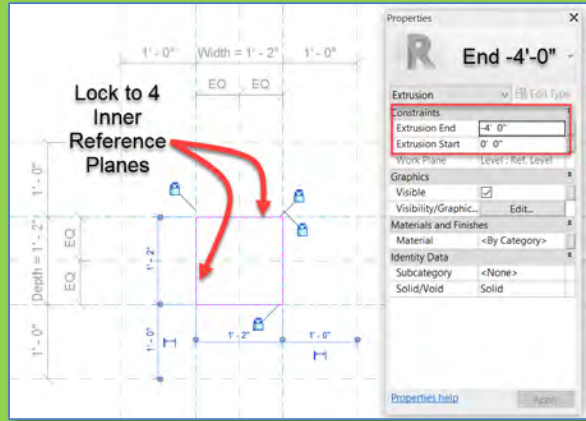 1' - 0"
Width = 1' - 2"
1' - 0"
EQ
EQ
Lock to 4
Inner
Reference
Planes
1' - 0"
Depth = 1' - 2"
EQ
EQ
1' - 0"
1' - 2"
1' - 0"
1' - 2"
1' - 0"
Properties
X
R
End -4'-0"
Extrusion
Edit Type
Constraints
Extrusion End
-4' 0"
Extrusion Start
0' 0"
Work Plane
Level : Ref. Level
Graphics
Visible
Visibility/Graphic...
Edit...
Materials and Finishes
Material
<By Category>
Identity Data
Subcategory
<None>
Solid/Void
Solid
Properties help
Apply